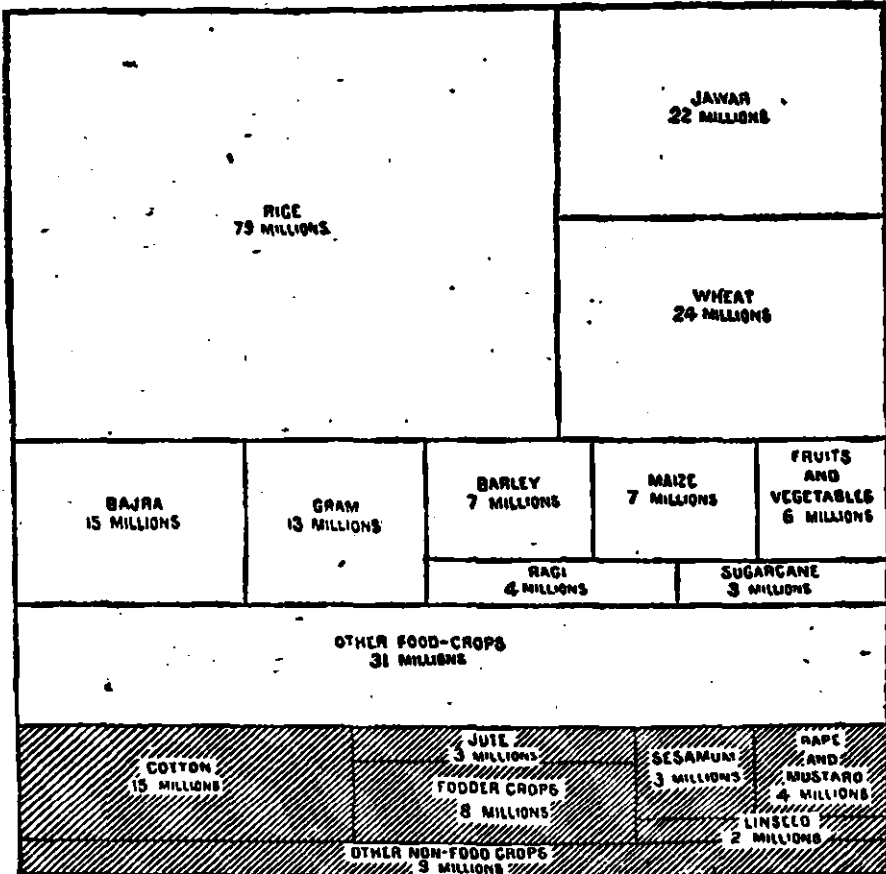 RICE
79 MILLIONS
JAWAR
22 MILLIONS
WHEAT
24 MILLIONS
BAJRA
15 MILLIONS
GRAM
13 MILLIONS
BARLEY
7 MILLIONS
MAIZE
7 MILLIONS
FRUITS
AND
VEGETABLES
6 MILLIONS
RAGI
4 MILLIONS
SUGARCANE
3 MILLIONS
OTHER FOOD-CROPS
31 MILLIONS
COTTON
15 MILLIONS
JUTE
3 MILLIONS
FODDER CROPS
8 MILLIONS
SESAMUM
3 MILLIONS
RAPE
AND
MUSTARD
4 MILLIONS
LINSEED
2 MILLIONS
OTHER NON-FOOD CROPS
9 MILLIONS